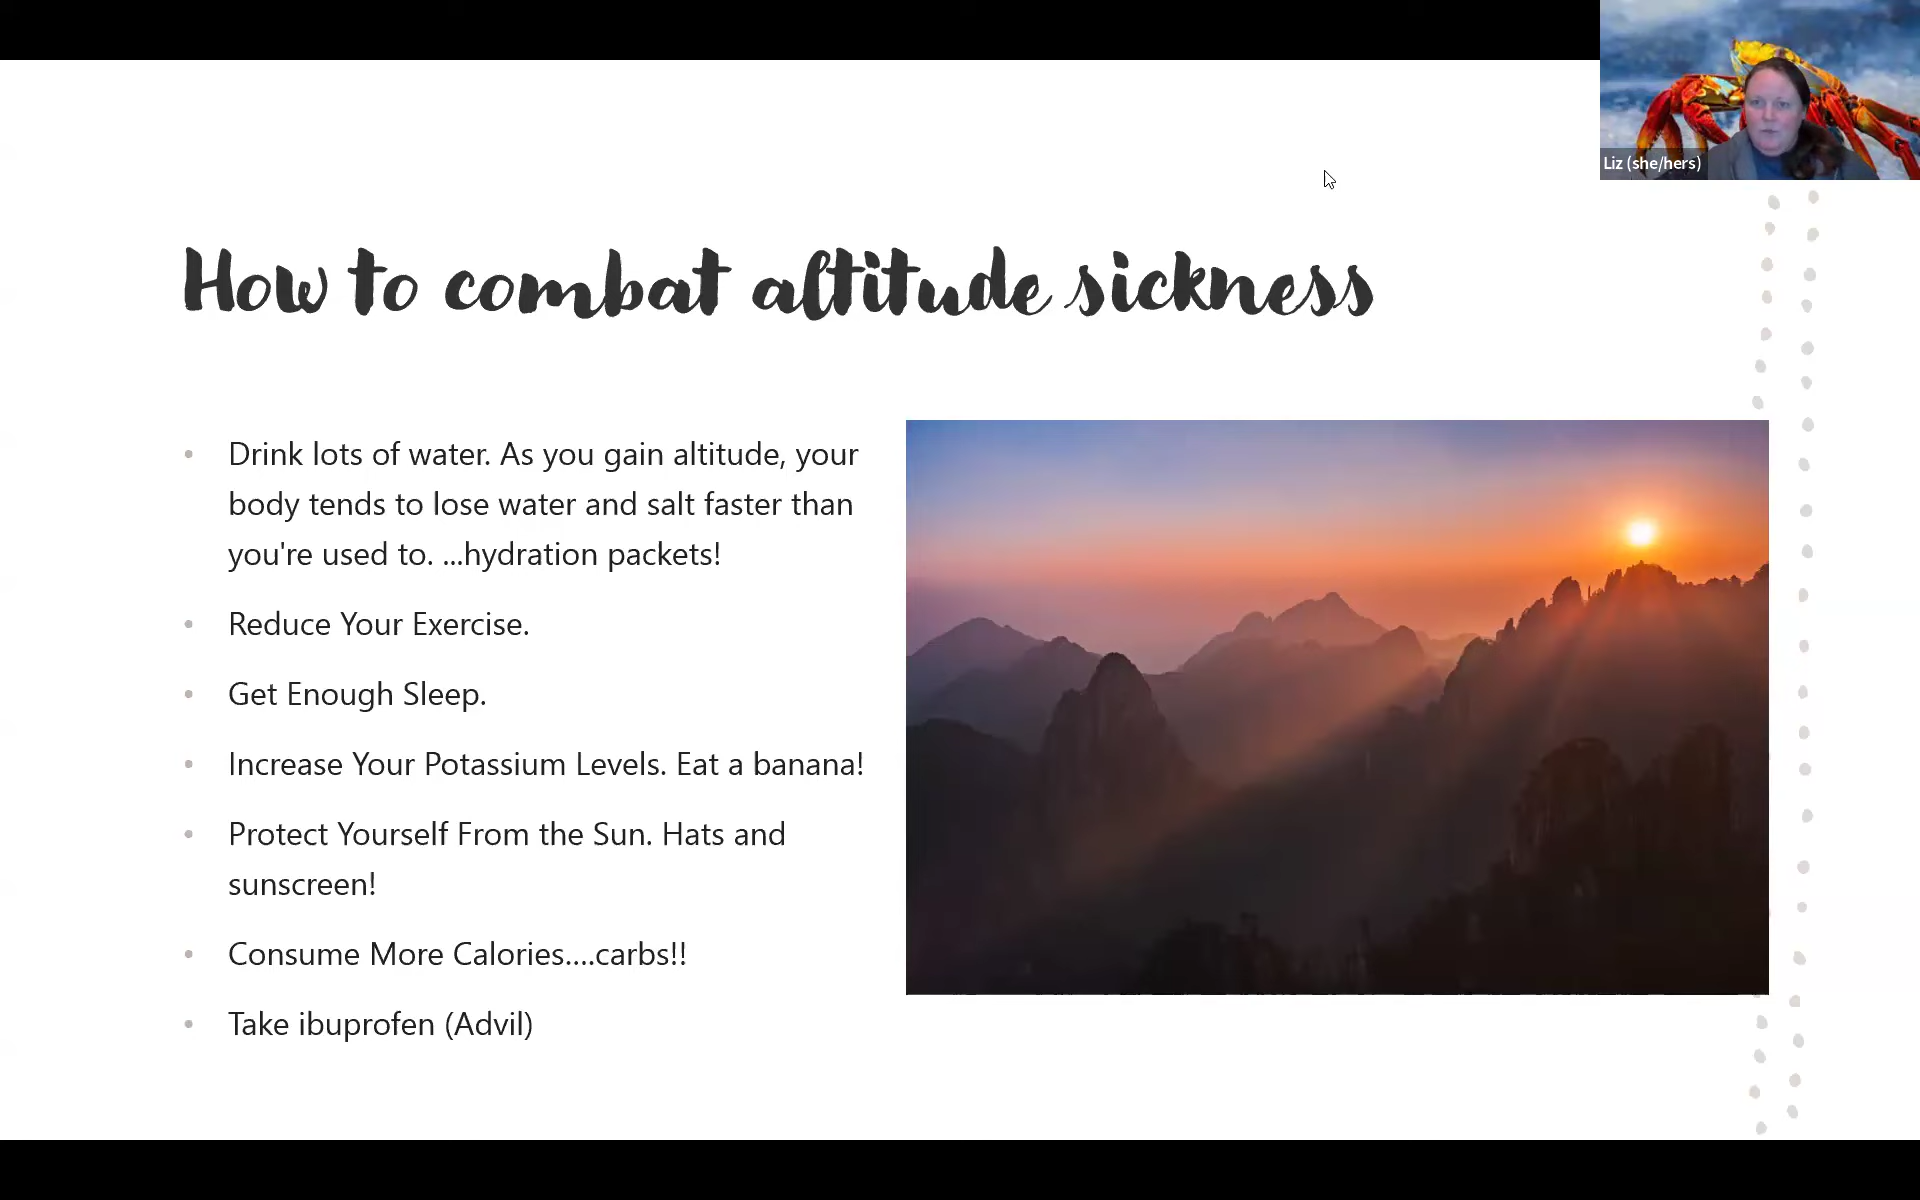 Liz (she/hers)
How to combat altitude sickness
• Drink lots of water. As you gain altitude, your
body tends to lose water and salt faster than
you're used to. ...hydration packets!
• Reduce Your Exercise.
• Get Enough Sleep.
• Increase Your Potassium Levels. Eat a banana!
• Protect Yourself From the Sun. Hats and
sunscreen!
• Consume More Calories....carbs!!
• Take ibuprofen (Advil)